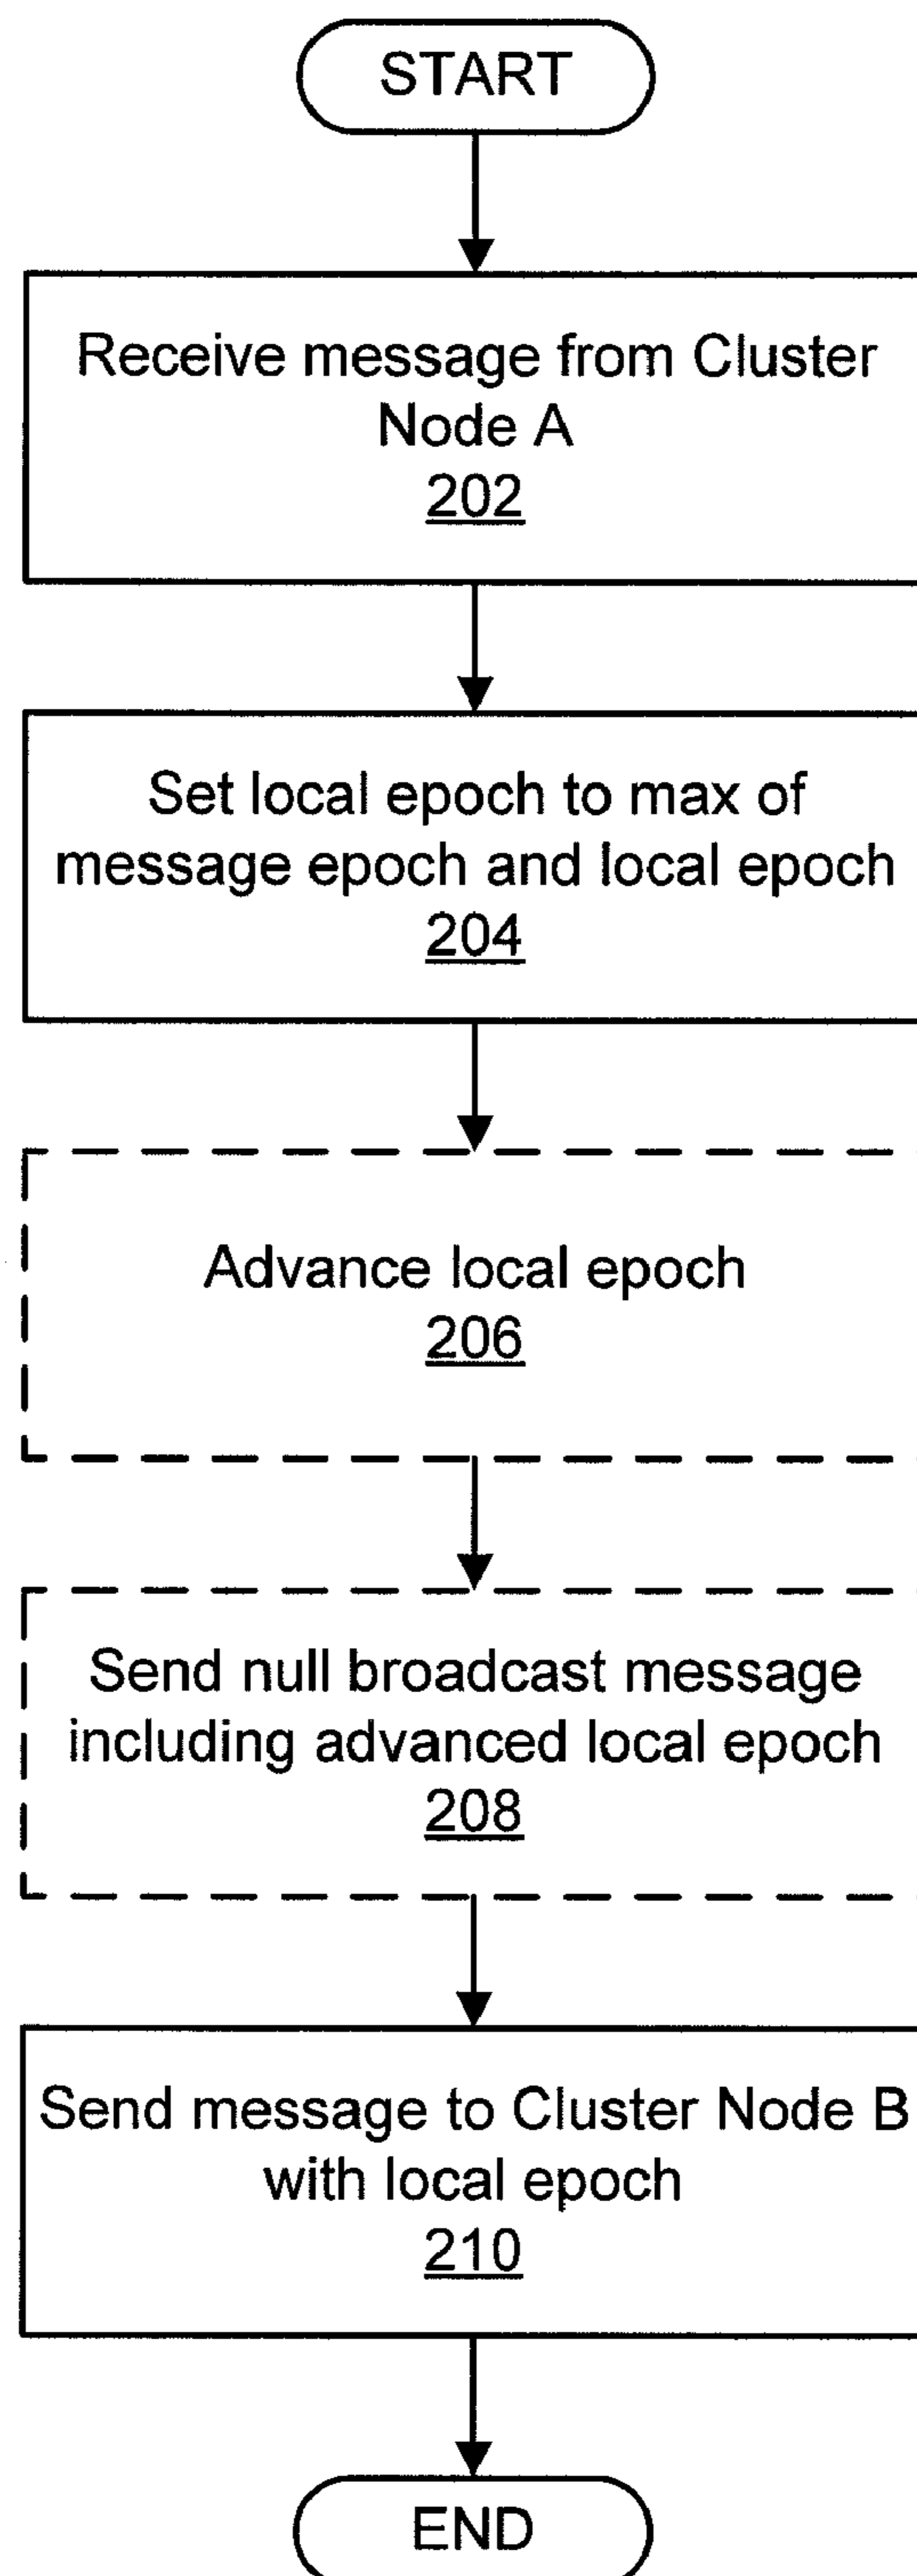 START
Receive message from Cluster
Node A
202
Set local epoch to max of
message epoch and local epoch
204
Advance local epoch
206
Send null broadcast message
including advanced local epoch
208
Send message to Cluster Node B
with local epoch
210
END